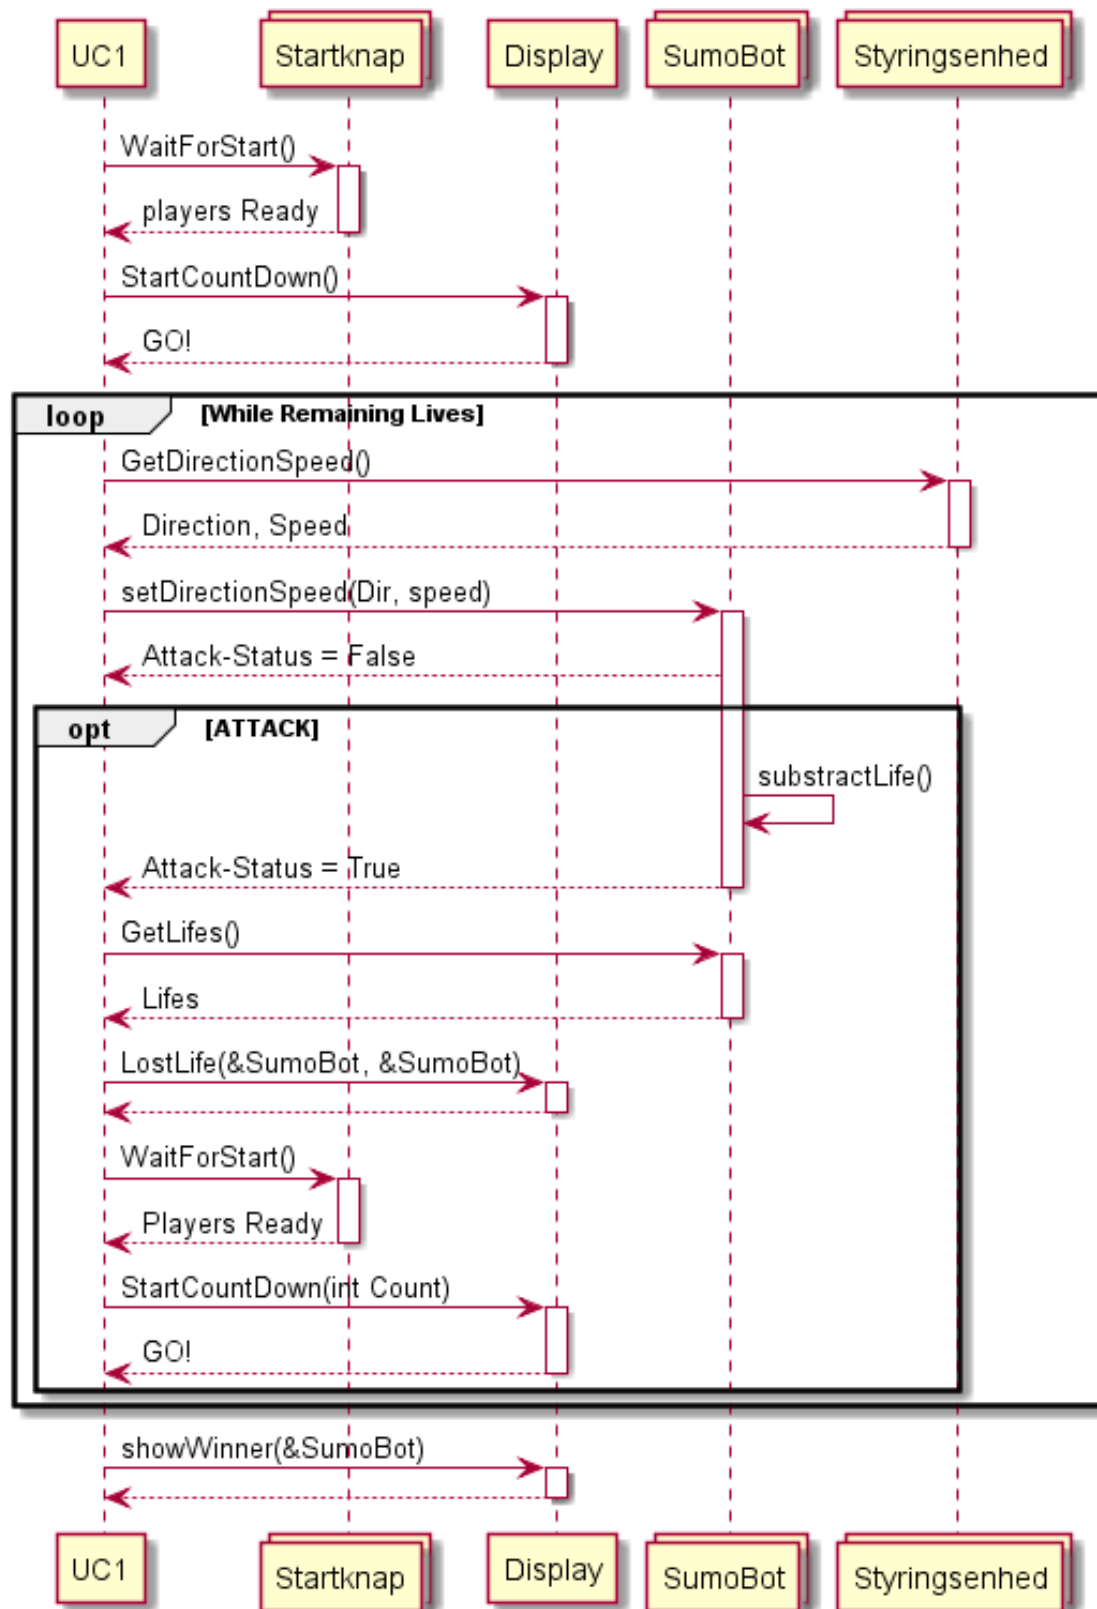 UC1 Startknap Display SumoBot Styringsenhed
WaitForStart()
players Ready
StartCountDown()
GO!
loop [While Remaining Lives]
GetDirectionSpeed()
Direction, Speed
setDirectionSpeed(Dir, speed)
Attack-Status = False
opt [ATTACK]
substractLife()
Attack-Status = True
GetLifes()
Lifes
LostLife(&SumoBot, &SumoBot)
WaitForStart()
Players Ready
StartCountDown(int Count)
GO!
showWinner(&SumoBot)
UC1 Startknap Display SumoBot Styringsenhed